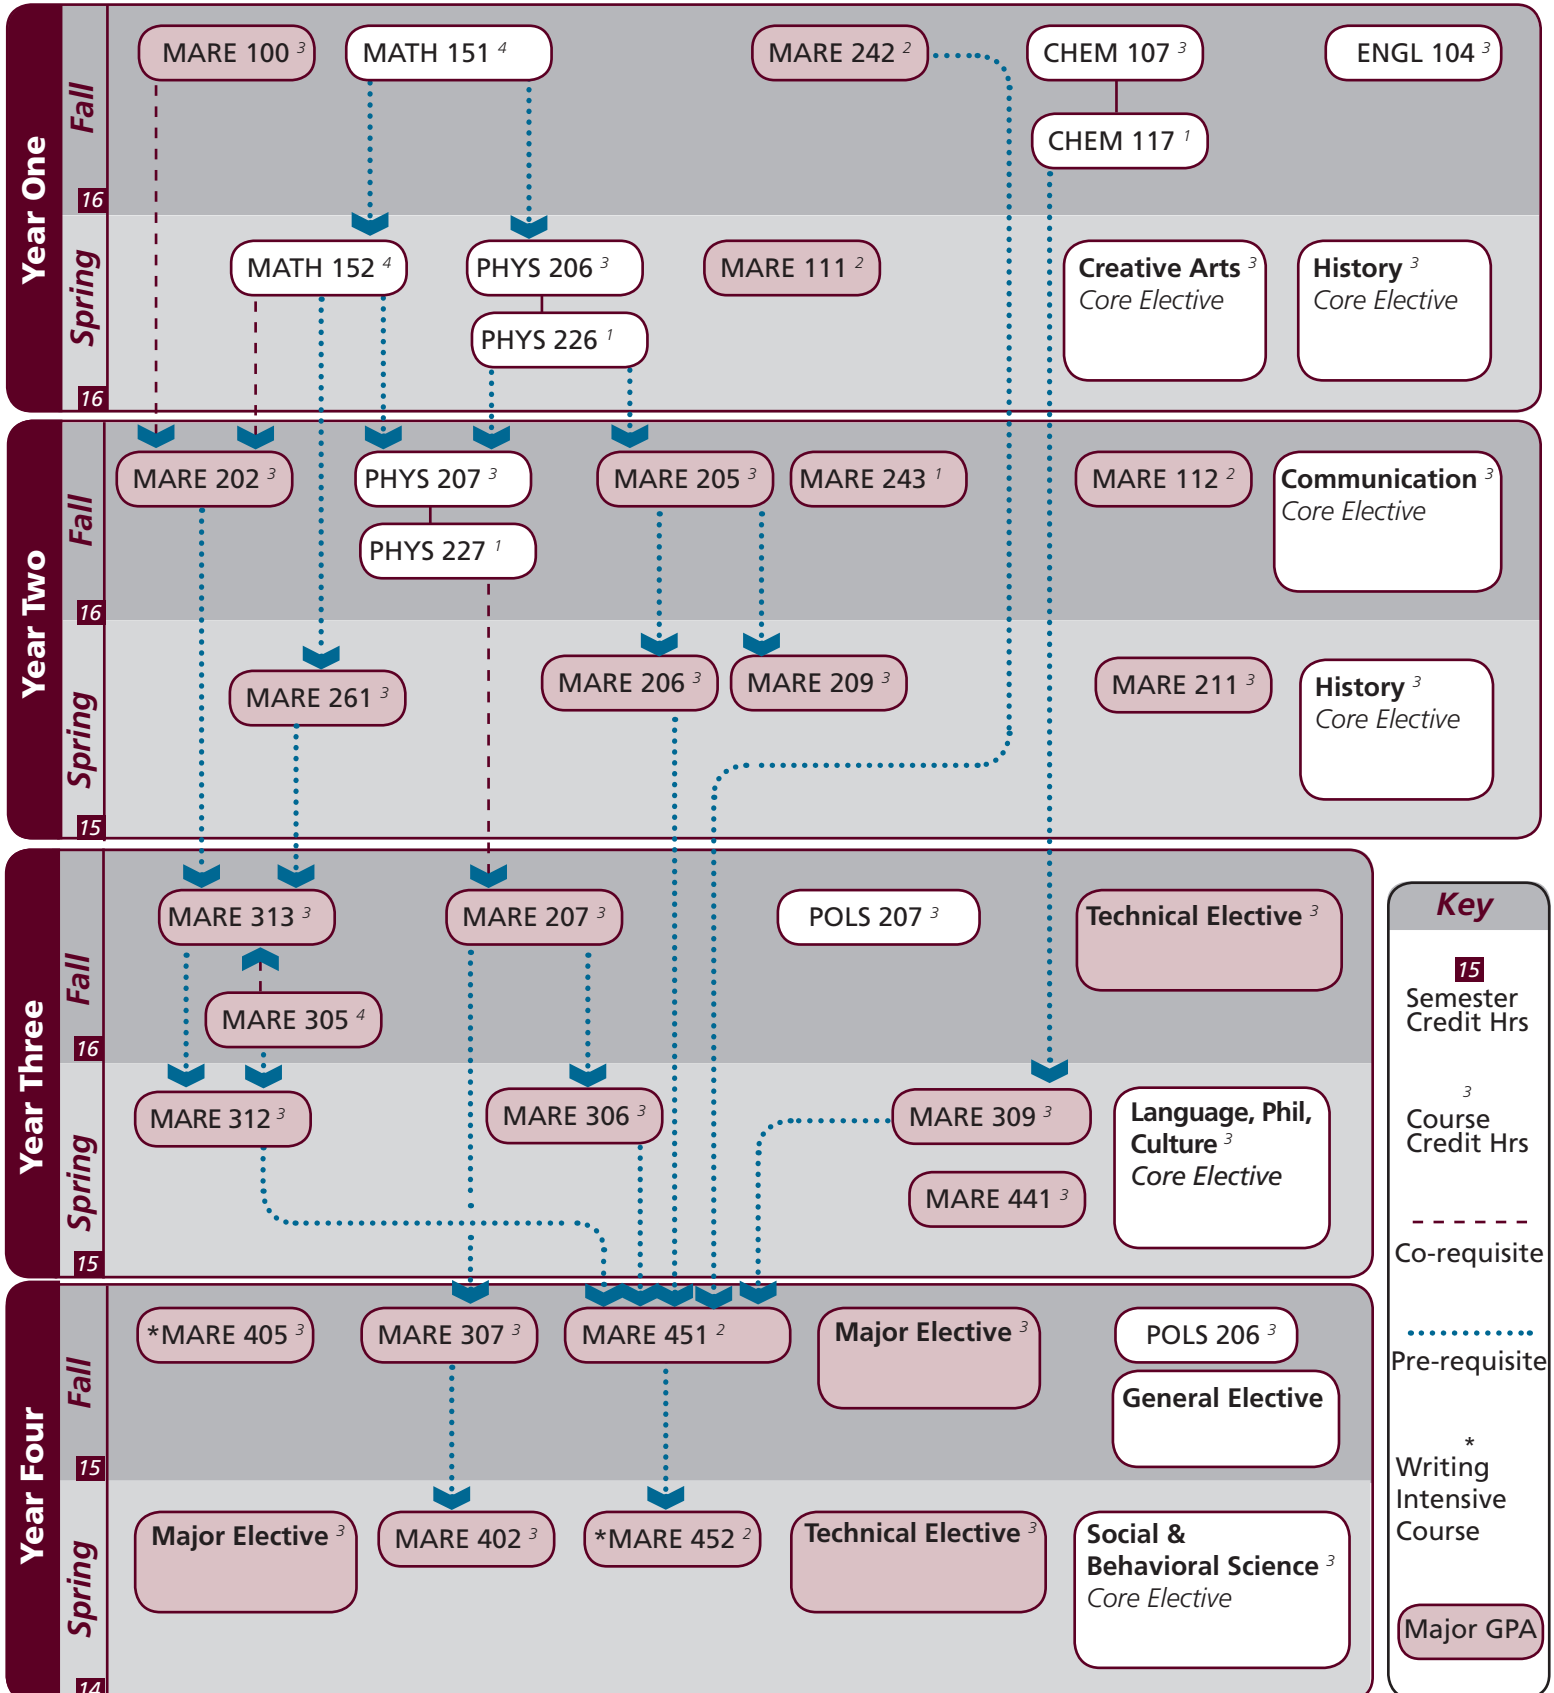 Year One
Fall
MARE 100 3
MATH 151 4
MARE 242 2
CHEM 107 3
ENGL 104 3
CHEM 117 1
16
Spring
MATH 152 4
PHYS 206 3
MARE 111 2
Creative Arts 3
Core Elective
History 3
Core Elective
PHYS 226 1
16
Year Two
Fall
MARE 202 3
PHYS 207 3
MARE 205 3
MARE 243 1
MARE 112 2
Communication 3
Core Elective
PHYS 227 1
16
Spring
MARE 261 3
MARE 206 3
MARE 209 3
MARE 211 3
History 3
Core Elective
15
Year Three
Fall
MARE 313 3
MARE 207 3
POLS 207 3
Technical Elective 3
MARE 305 4
16
Spring
MARE 312 3
MARE 306 3
MARE 309 3
Language, Phil,
Culture 3
Core Elective
MARE 441 3
15
Year Four
Fall
*MARE 405 3
MARE 307 3
MARE 451 2
Major Elective 3
POLS 206 3
General Elective
15
Spring
Major Elective 3
MARE 402 3
*MARE 452 2
Technical Elective 3
Social &
Behavioral Science 3
Core Elective
14
Key
15
Semester
Credit Hrs
3
Course
Credit Hrs
Co-requisite
Pre-requisite
*
Writing
Intensive
Course
Major GPA